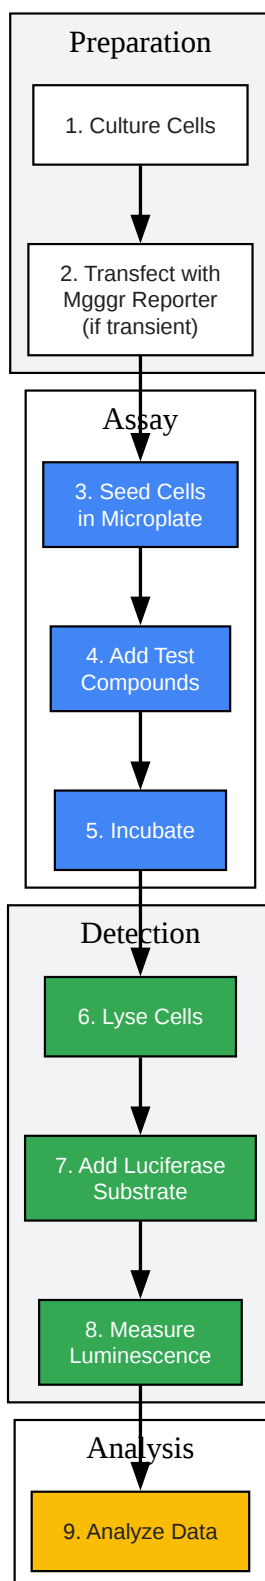 Preparation
1. Culture Cells
2. Transfect with
Mgggr Reporter
(if transient)
Assay
3. Seed Cells
in Microplate
4. Add Test
Compounds
5. Incubate
Detection
6. Lyse Cells
7. Add Luciferase
Substrate
8. Measure
Luminescence
Analysis
9. Analyze Data